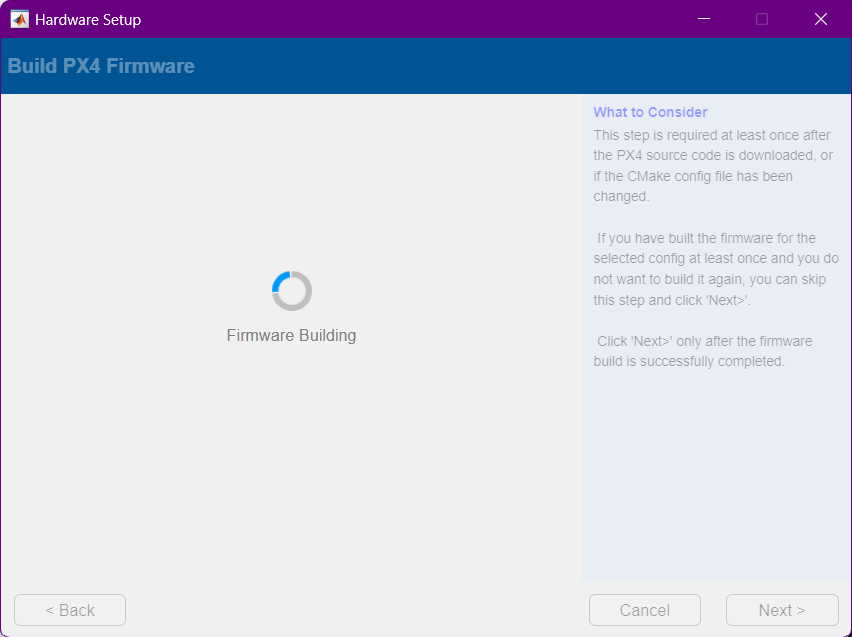 Hardware Setup
Build PX4 Firmware
What to Consider
This step is required at least once after
the PX4 source code is downloaded, or
if the CMake config file has been
changed.
If you have built the firmware for the
selected config at least once and you do
not want to build it again, you can skip
this step and click 'Next>'.
Click 'Next>' only after the firmware
build is successfully completed.
Firmware Building
< Back
Cancel
Next >